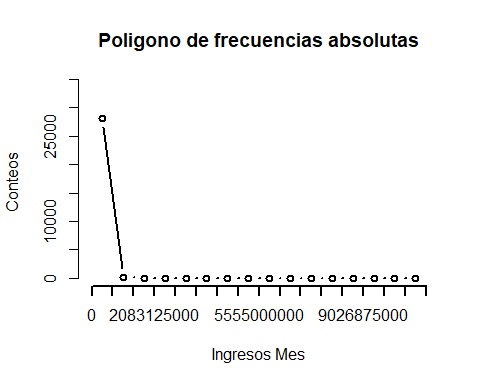 Poligono de frecuencias absolutas
Conteos
25000
10000
0
0 2083125000 5555000000 9026875000
Ingresos Mes